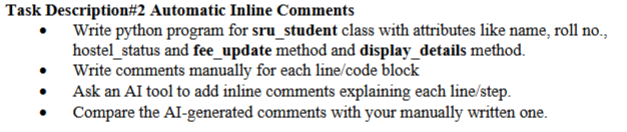 Task Description#2 Automatic Inline Comments
• Write python program for sru_student class with attributes like name, roll no.,
hostel_status and fee_update method and display_details method.
• Write comments manually for each line/code block
• Ask an AI tool to add inline comments explaining each line/step.
• Compare the AI-generated comments with your manually written one.